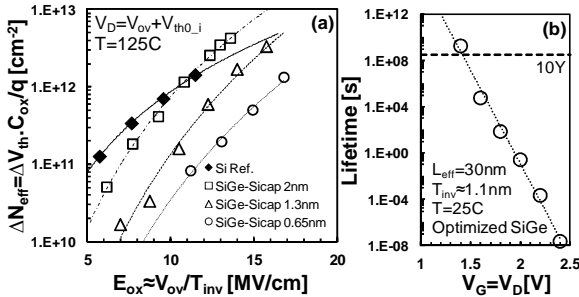 (a)
V_D=V_ov+V_th0_i
T=125C
ΔN_eff=ΔV_th.C_ox/q [cm⁻²]
1.E+13
1.E+12
1.E+11
1.E+10
Si Ref.
SiGe-Sicap 2nm
SiGe-Sicap 1.3nm
SiGe-Sicap 0.65nm
5 10 15 20
E_ox≈V_ov/T_inv [MV/cm]
(b)
Lifetime [s]
1.E+12
1.E+08
1.E+04
1.E+00
1.E-04
1.E-08
10Y
L_eff=30nm
T_inv≈1.1nm
T=25C
Optimized SiGe
1 1.5 2 2.5
V_G=V_D[V]